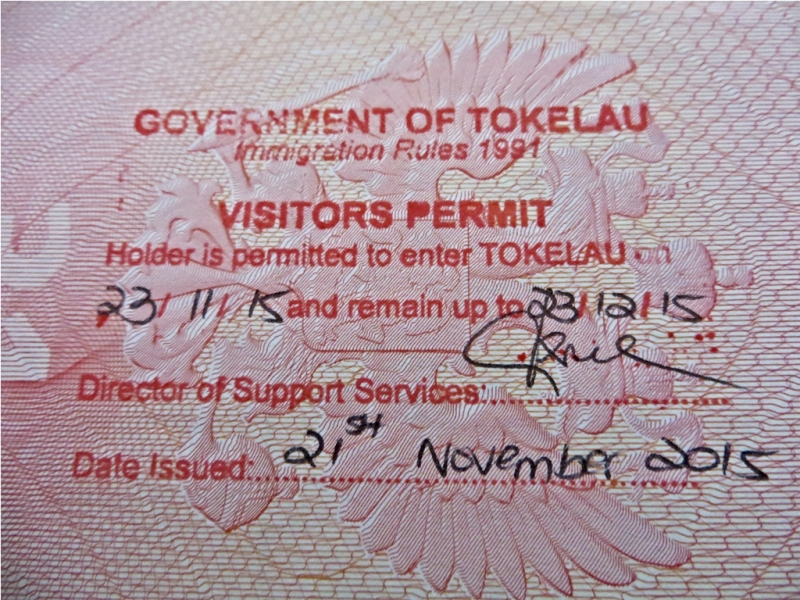 GOVERNMENT OF TOKELAU
Immigration Rules 1991
VISITORS PERMIT
Holder is permitted to enter TOKELAU on
23/11/15 and remain up to 23/12/15
Director of Support Services:
Date Issued: 21st November 2015